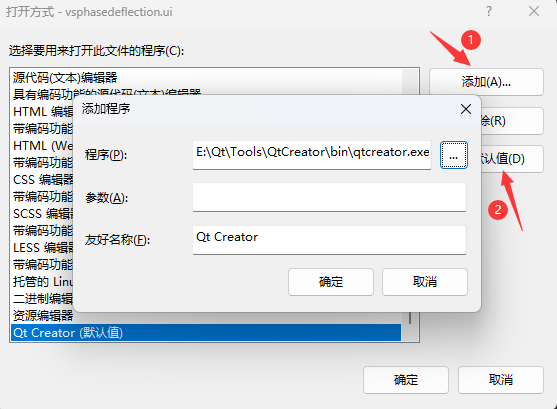 打开方式 - vsphasedeflection.ui
选择要用来打开此文件的程序(C):
源代码(文本)编辑器
具有编码功能的源代码(文本)编辑器
HTML 编辑
带编码功能
HTML (We
带编码功能
CSS 编辑器
带编码功能
SCSS 编辑
带编码功能
LESS 编辑
带编码功能
托管的 Linu
二进制编辑
资源编辑器
Qt Creator (默认值)
1
添加(A)...
除(R)
默认值(D)
2
添加程序
程序(P):
E:\Qt\Tools\QtCreator\bin\qtcreator.exe
...
参数(A):
友好名称(F):
Qt Creator
确定
取消
确定
取消